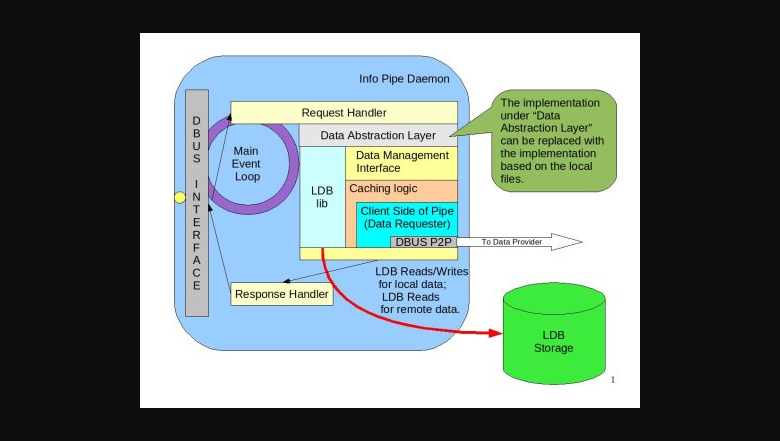 Info Pipe Daemon
Request Handler
Data Abstraction Layer
The implementation
under “Data
Abstraction Layer”
can be replaced with
the implementation
based on the local
files.
DBUS INTERFACE
Main
Event
Loop
LDB
lib
Data Management
Interface
Caching logic
Client Side of Pipe
(Data Requester)
DBUS P2P
To Data Provider
LDB Reads/Writes
for local data;
LDB Reads
for remote data.
Response Handler
LDB
Storage
1